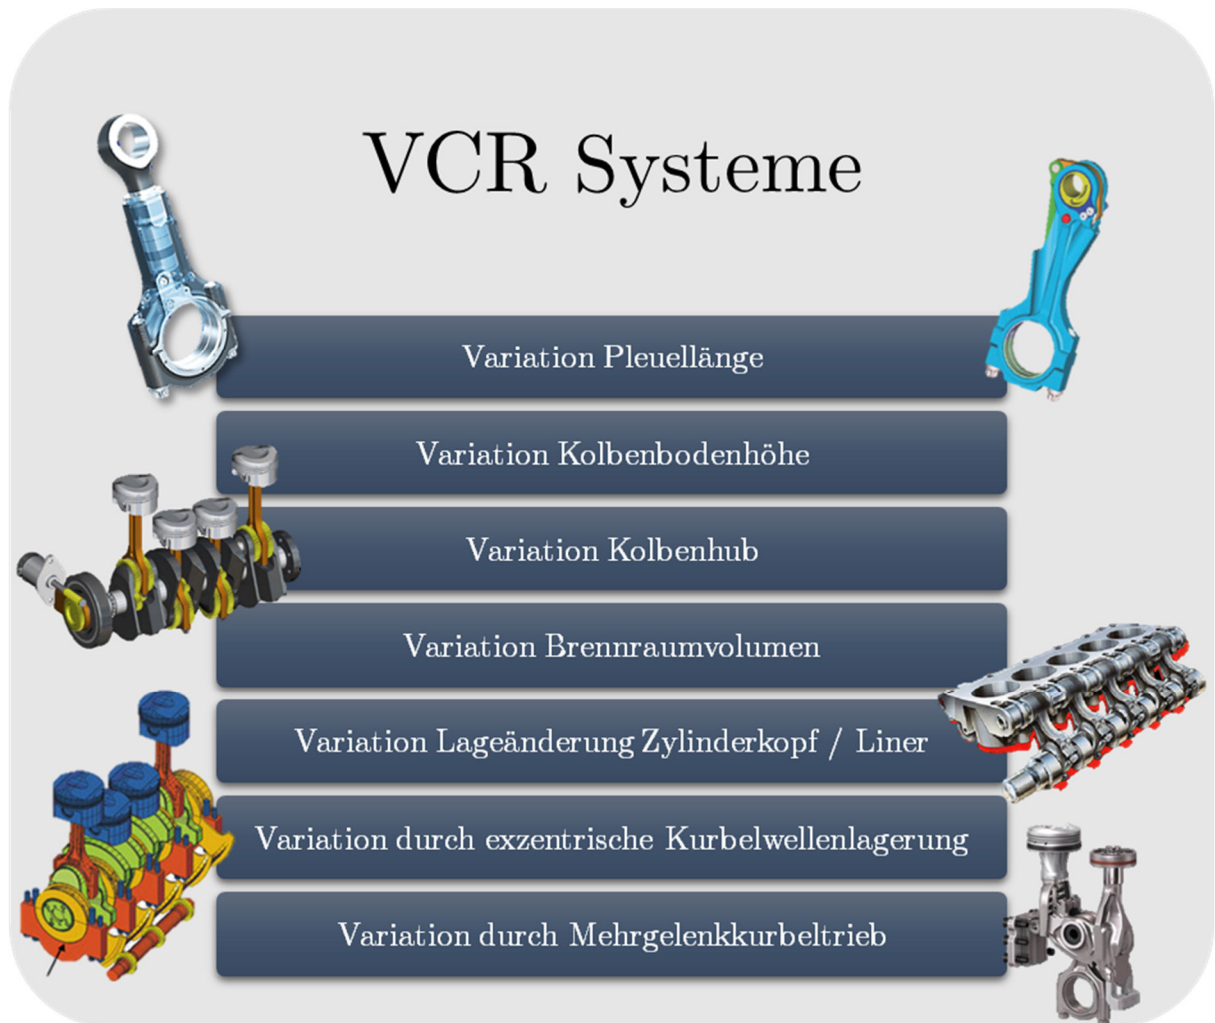 VCR Systeme
Variation Pleuellänge
Variation Kolbenbodenhöhe
Variation Kolbenhub
Variation Brennraumvolumen
Variation Lageänderung Zylinderkopf / Liner
Variation durch exzentrische Kurbelwellenlagerung
Variation durch Mehrgelenkkurbeltrieb